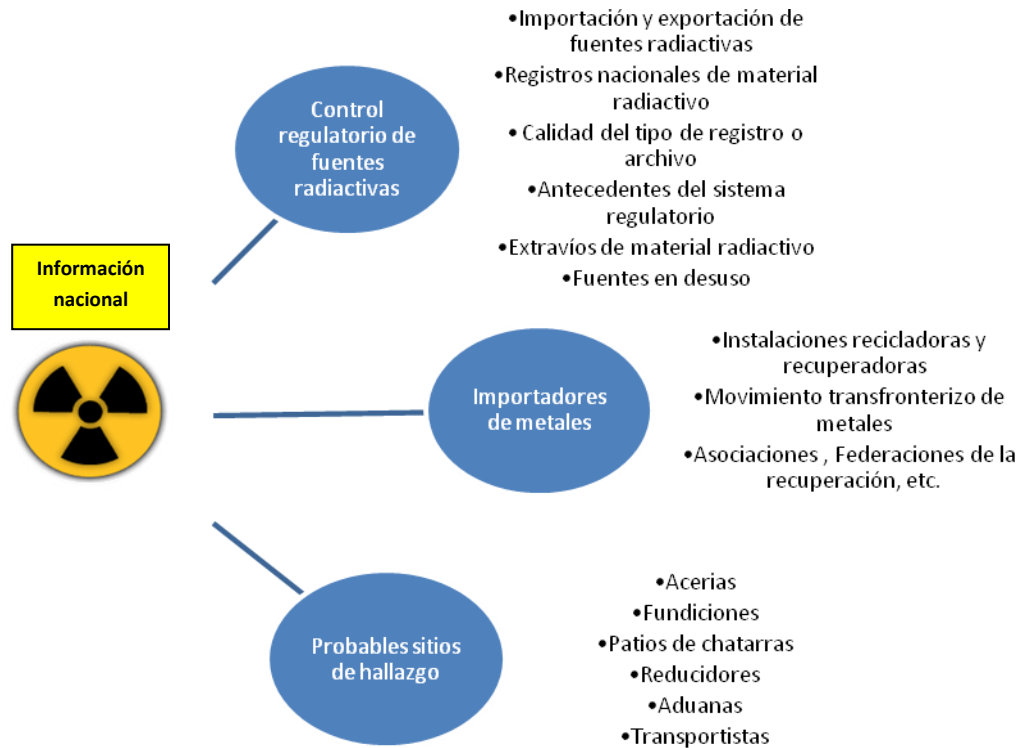 Información
nacional
Control
regulatorio de
fuentes
radiactivas
•Importación y exportación de
fuentes radiactivas
•Registros nacionales de material
radiactivo
• Calidad del tipo de registro o
archivo
•Antecedentes del sistema
regulatorio
•Extravíos de material radiactivo
•Fuentes en desuso
Importadores
de metales
•Instalaciones recicladoras y
recuperadoras
•Movimiento transfronterizo de
metales
•Asociaciones , Federaciones de la
recuperación, etc.
Probables sitios
de hallazgo
•Acerias
•Fundiciones
•Patios de chatarras
•Reducidores
•Aduanas
•Transportistas